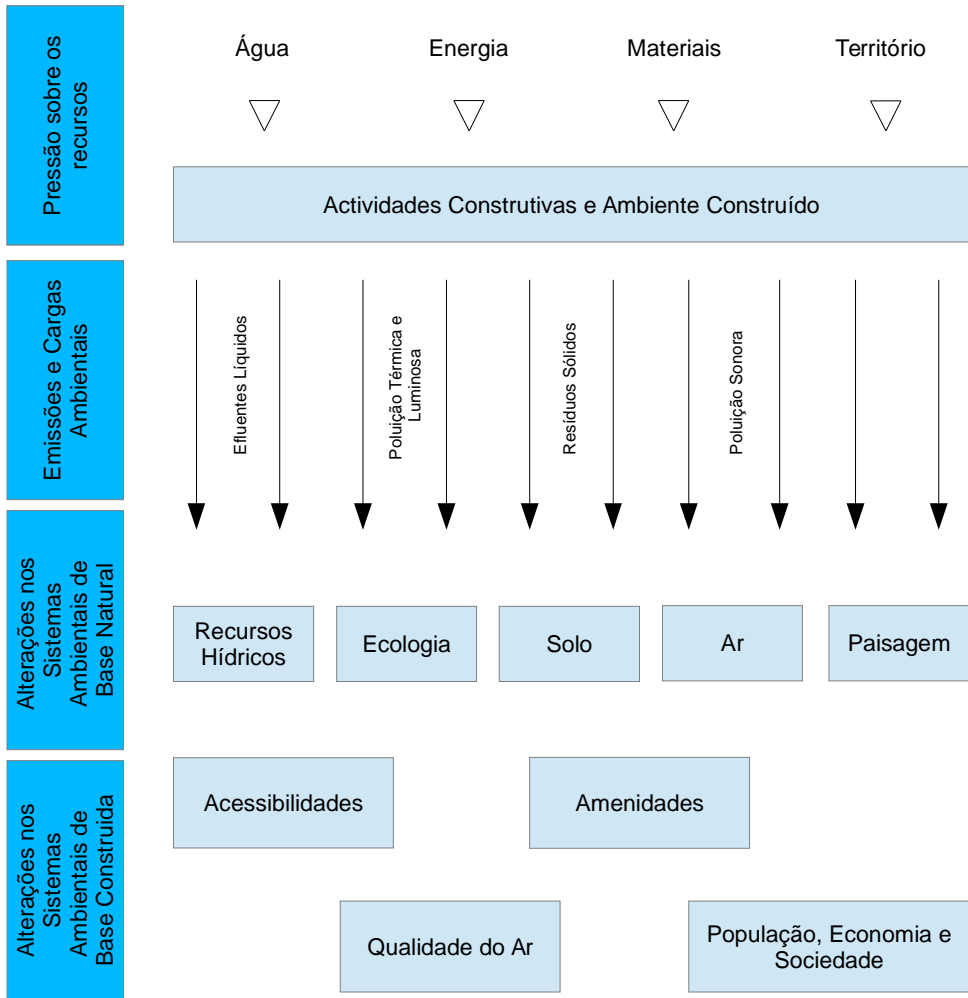 Pressão sobre os
recursos
Água
Energia
Materiais
Território
Actividades Construtivas e Ambiente Construído
Emissões e Cargas
Ambientais
Efluentes Líquidos
Poluição Térmica e
Luminosa
Resíduos Sólidos
Poluição Sonora
Alterações nos
Sistemas
Ambientais de
Base Natural
Recursos
Hídricos
Ecologia
Solo
Ar
Paisagem
Alterações nos
Sistemas
Ambientais de
Base Construida
Acessibilidades
Amenidades
Qualidade do Ar
População, Economia e
Sociedade